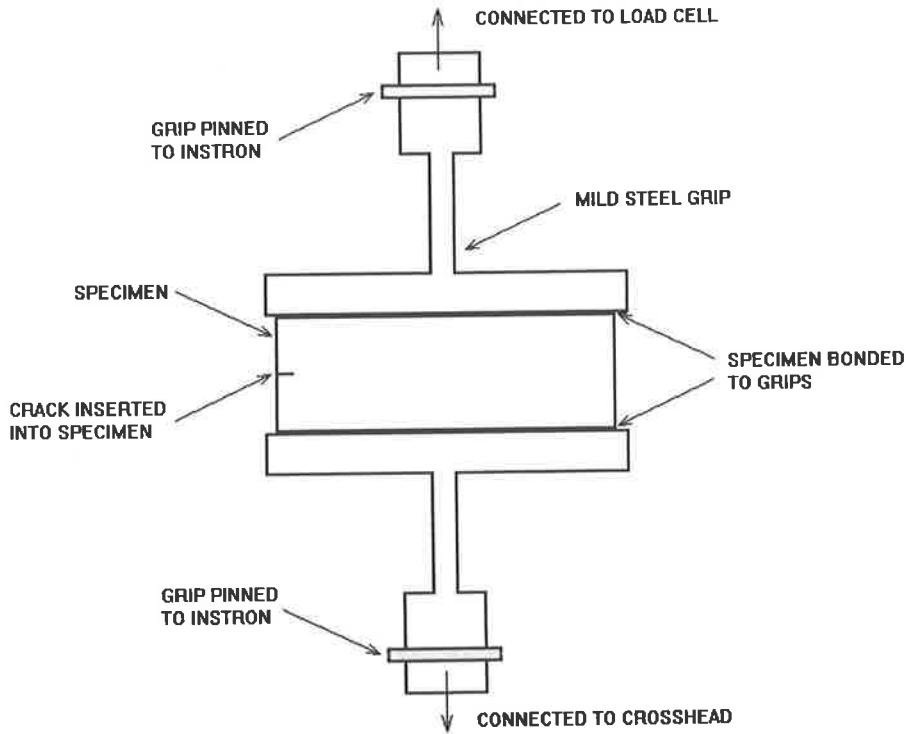 CONNECTED TO LOAD CELL
GRIP PINNED
TO INSTRON
MILD STEEL GRIP
SPECIMEN
SPECIMEN BONDED
TO GRIPS
CRACK INSERTED
INTO SPECIMEN
GRIP PINNED
TO INSTRON
CONNECTED TO CROSSHEAD